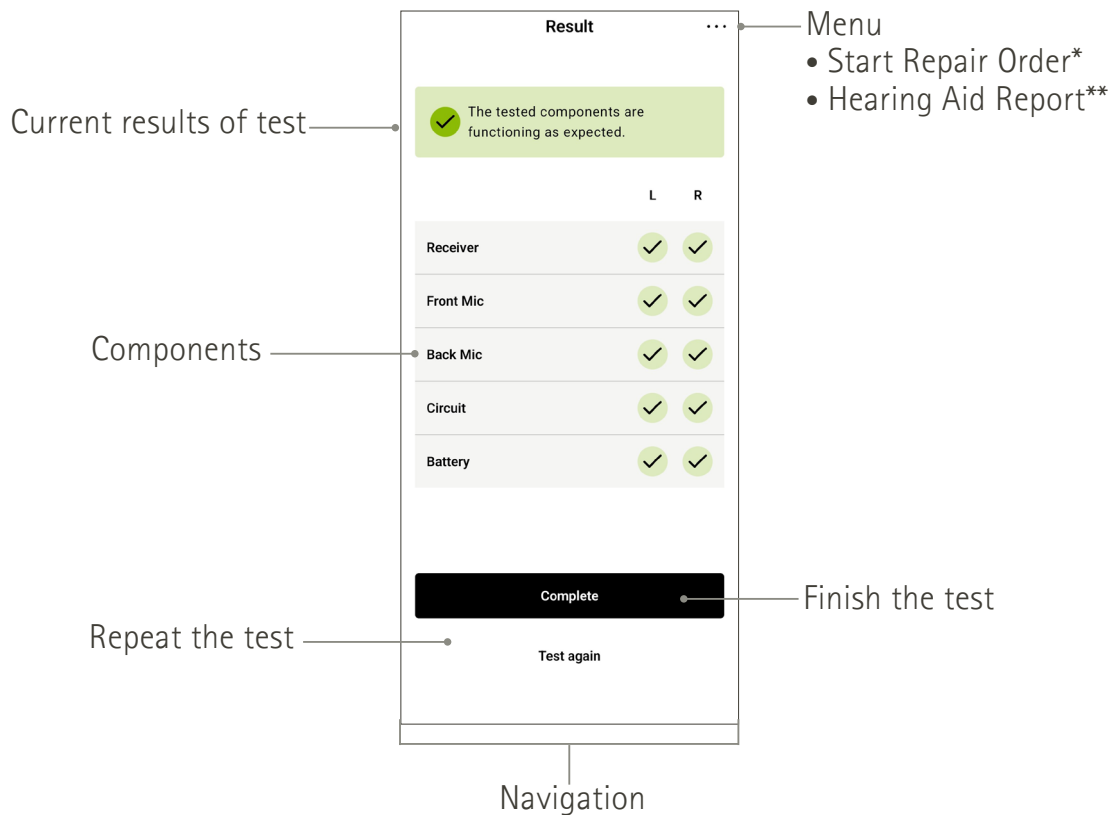 Result
...
Menu
• Start Repair Order*
• Hearing Aid Report**
Current results of test
The tested components are
functioning as expected.
L R
Receiver
Front Mic
Components
Back Mic
Circuit
Battery
Complete
Finish the test
Repeat the test
Test again
Navigation